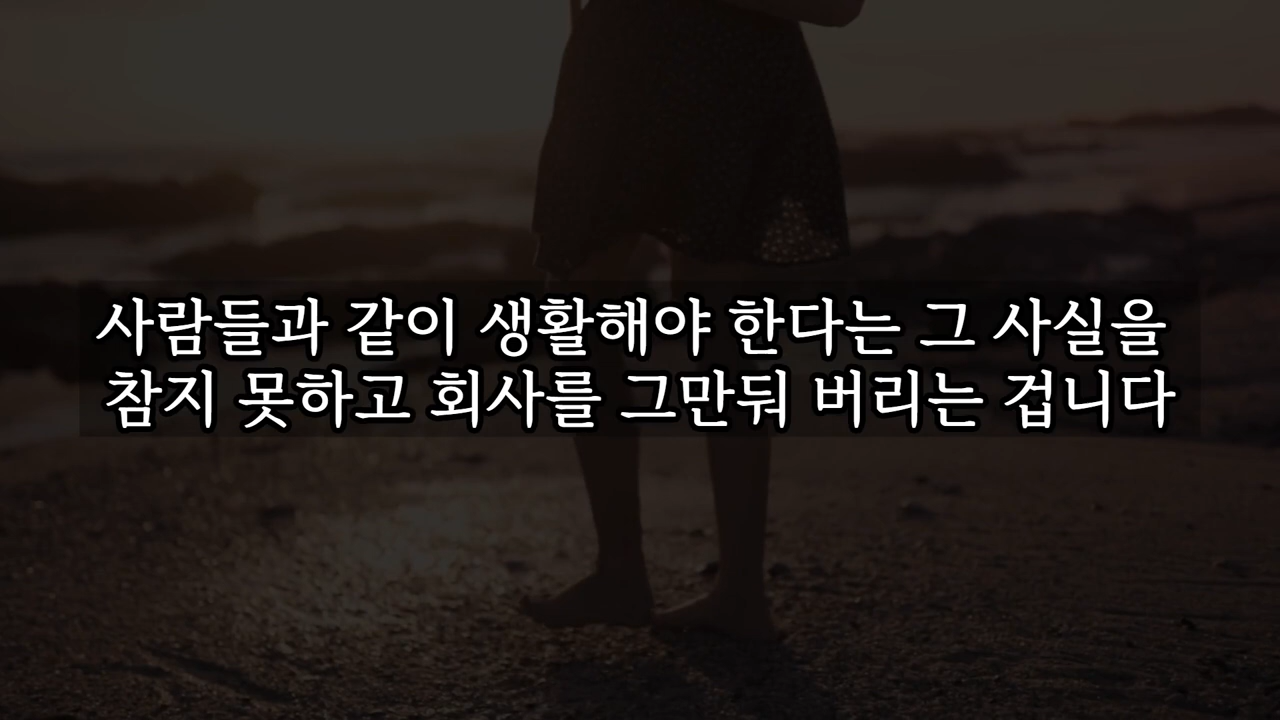 사람들과 같이 생활해야 한다는 그 사실을
참지 못하고 회사를 그만둬 버리는 겁니다